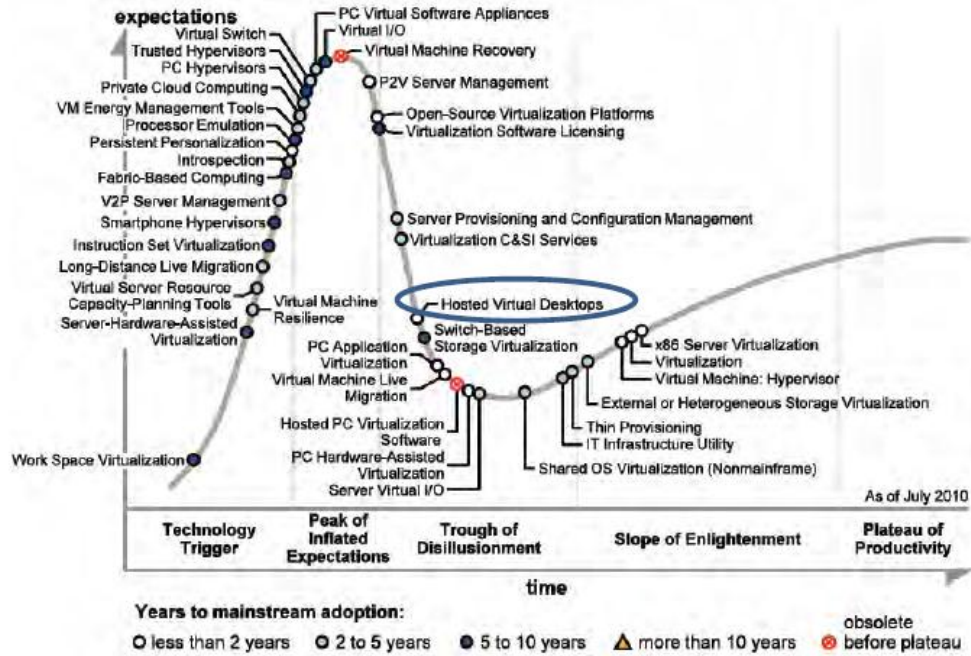 expectations
PC Virtual Software Appliances
Virtual I/O
Virtual Switch
Virtual Machine Recovery
Trusted Hypervisors
PC Hypervisors
P2V Server Management
Private Cloud Computing
VM Energy Management Tools
Open-Source Virtualization Platforms
Processor Emulation
Virtualization Software Licensing
Persistent Personalization
Introspection
Fabric-Based Computing
V2P Server Management
Smartphone Hypervisors
Server Provisioning and Configuration Management
Instruction Set Virtualization
Virtualization C&SI Services
Long-Distance Live Migration
Virtual Server Resource
Capacity-Planning Tools
Virtual Machine
Resilience
Hosted Virtual Desktops
Server-Hardware-Assisted
Virtualization
Switch-Based
Storage Virtualization
PC Application
Virtualization
x86 Server Virtualization
Virtualization
Virtual Machine Live
Migration
Virtual Machine: Hypervisor
External or Heterogeneous Storage Virtualization
Hosted PC Virtualization
Software
Thin Provisioning
IT Infrastructure Utility
PC Hardware-Assisted
Virtualization
Shared OS Virtualization (Nonmainframe)
Server Virtual I/O
Work Space Virtualization
As of July 2010
Technology
Trigger
Peak of
Inflated
Expectations
Trough of
Disillusionment
Slope of Enlightenment
Plateau of
Productivity
time
Years to mainstream adoption:
less than 2 years
2 to 5 years
5 to 10 years
more than 10 years
obsolete
before plateau